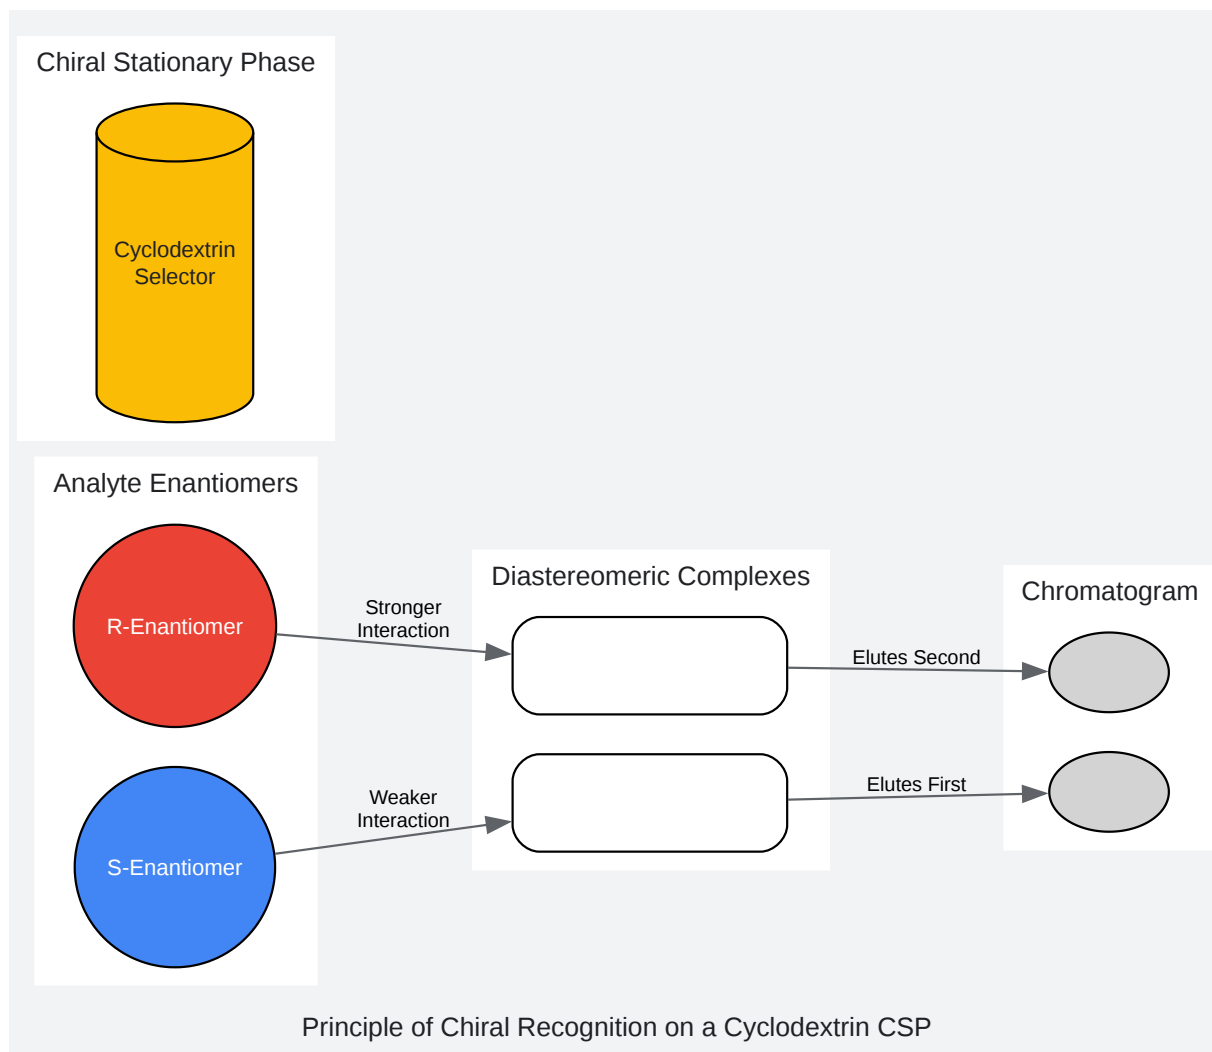 Chiral Stationary Phase
Cyclodextrin
Selector
Analyte Enantiomers
R-Enantiomer
S-Enantiomer
Stronger
Interaction
Weaker
Interaction
Diastereomeric Complexes
Elutes Second
Elutes First
Chromatogram
Principle of Chiral Recognition on a Cyclodextrin CSP